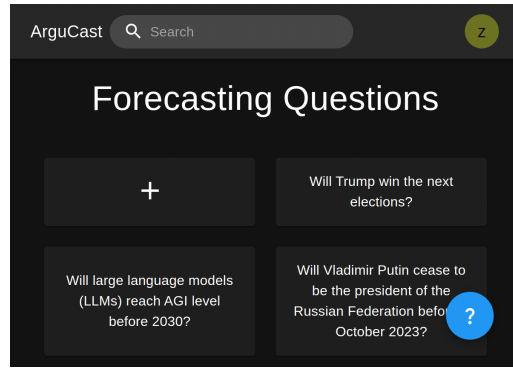 ArguCast
Search
Z
Forecasting Questions
+
Will Trump win the next
elections?
Will large language models
(LLMs) reach AGI level
before 2030?
Will Vladimir Putin cease to
be the president of the
Russian Federation
October 2023?
?